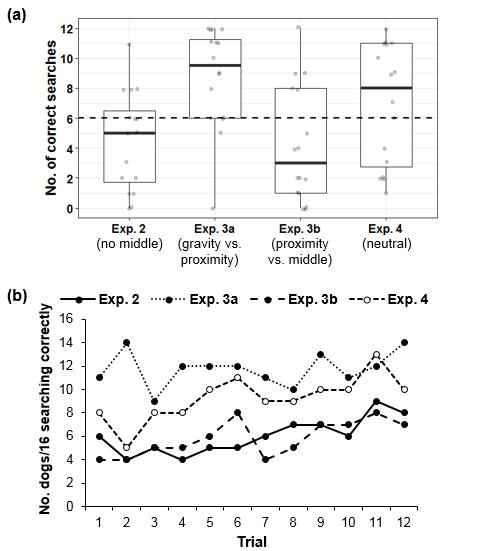 (a)
No. of correct searches
12
10
8
6
4
2
0
Exp. 2 Exp. 3a Exp. 3b Exp. 4
(no middle) (gravity vs. (proximity (neutral)
proximity) vs. middle)
(b)
Exp. 2 Exp. 3a Exp. 3b Exp. 4
No. dogs/16 searching correctly
16
14
12
10
8
6
4
2
0
1 2 3 4 5 6 7 8 9 10 11 12
Trial